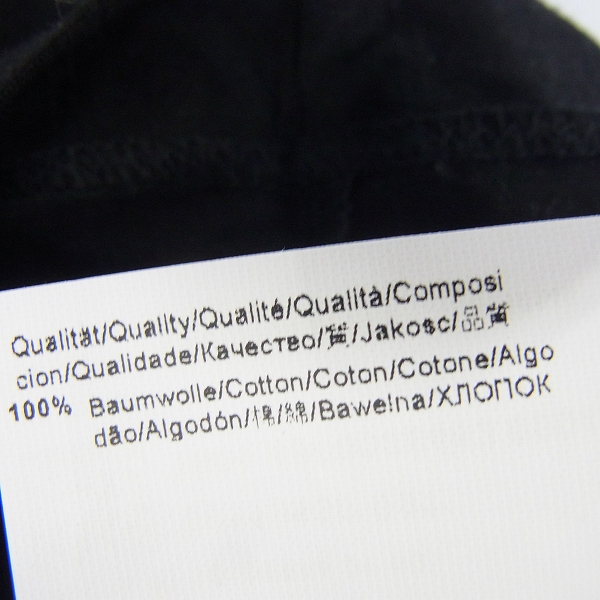 Qualität/Quality/Qualité/Qualità/Composi
cion/Qualidade/Качество/質/Jakosc/品質
100% Baumwolle/Cotton/Coton/Cotone/Algo
dão/Algodón/棉/綿/Bawelna/ХЛОПОК